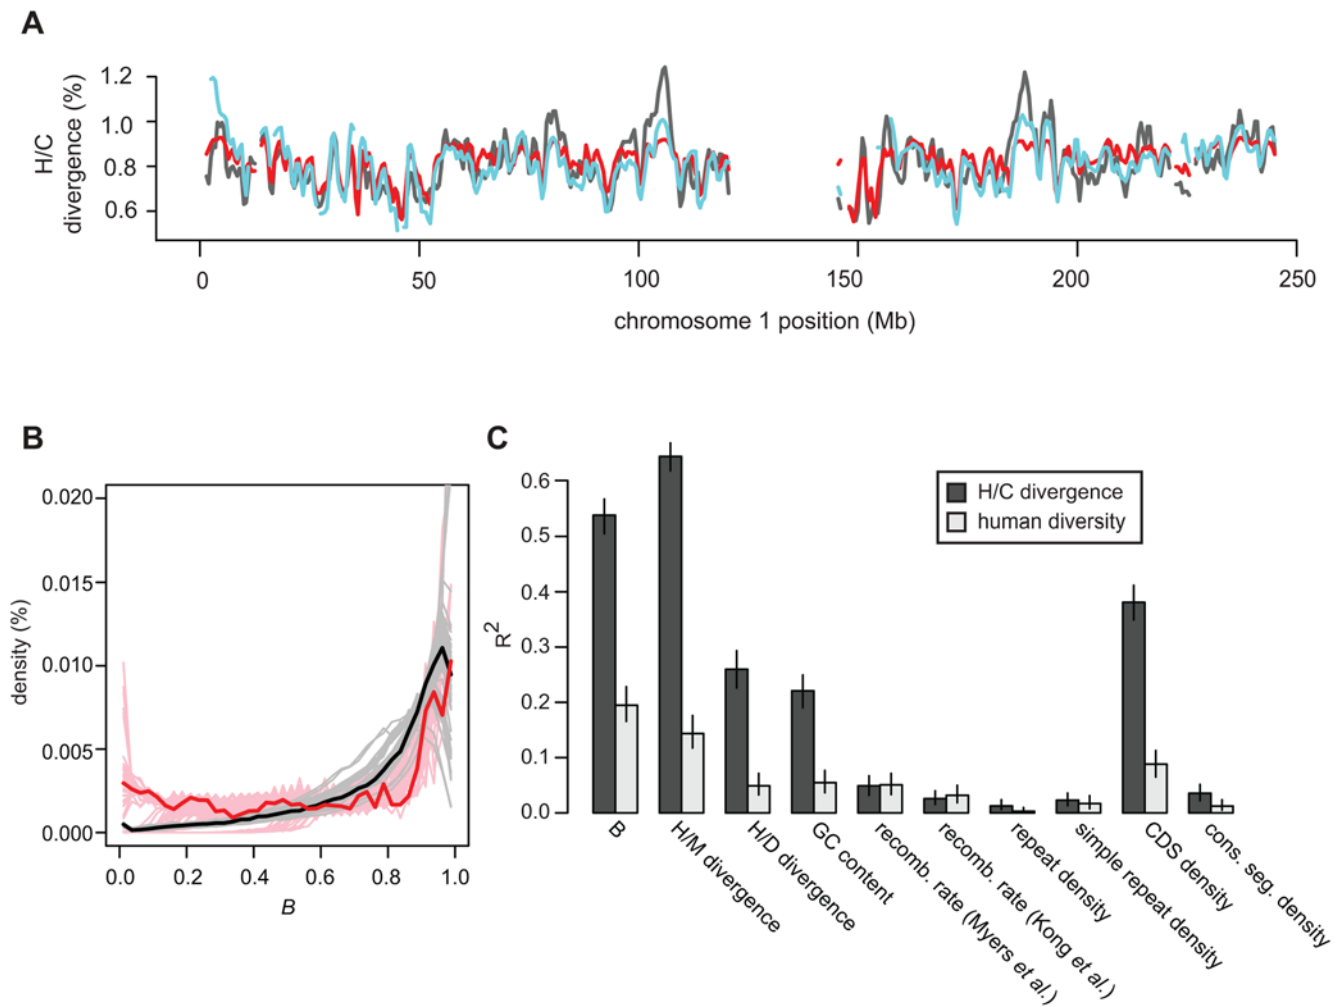 A
H/C
divergence (%)
1.2
1.0
0.8
0.6
0
50
100
150
200
250
chromosome 1 position (Mb)
B
density (%)
0.020
0.015
0.010
0.005
0.000
0.0
0.2
0.4
0.6
0.8
1.0
B
C
R2
0.6
0.5
0.4
0.3
0.2
0.1
0.0
H/C divergence
human diversity
B
H/M divergence
H/D divergence
GC content
recomb. rate (Myers et al.)
recomb. rate (Kong et al.)
repeat density
simple repeat density
CDS density
cons. seg. density